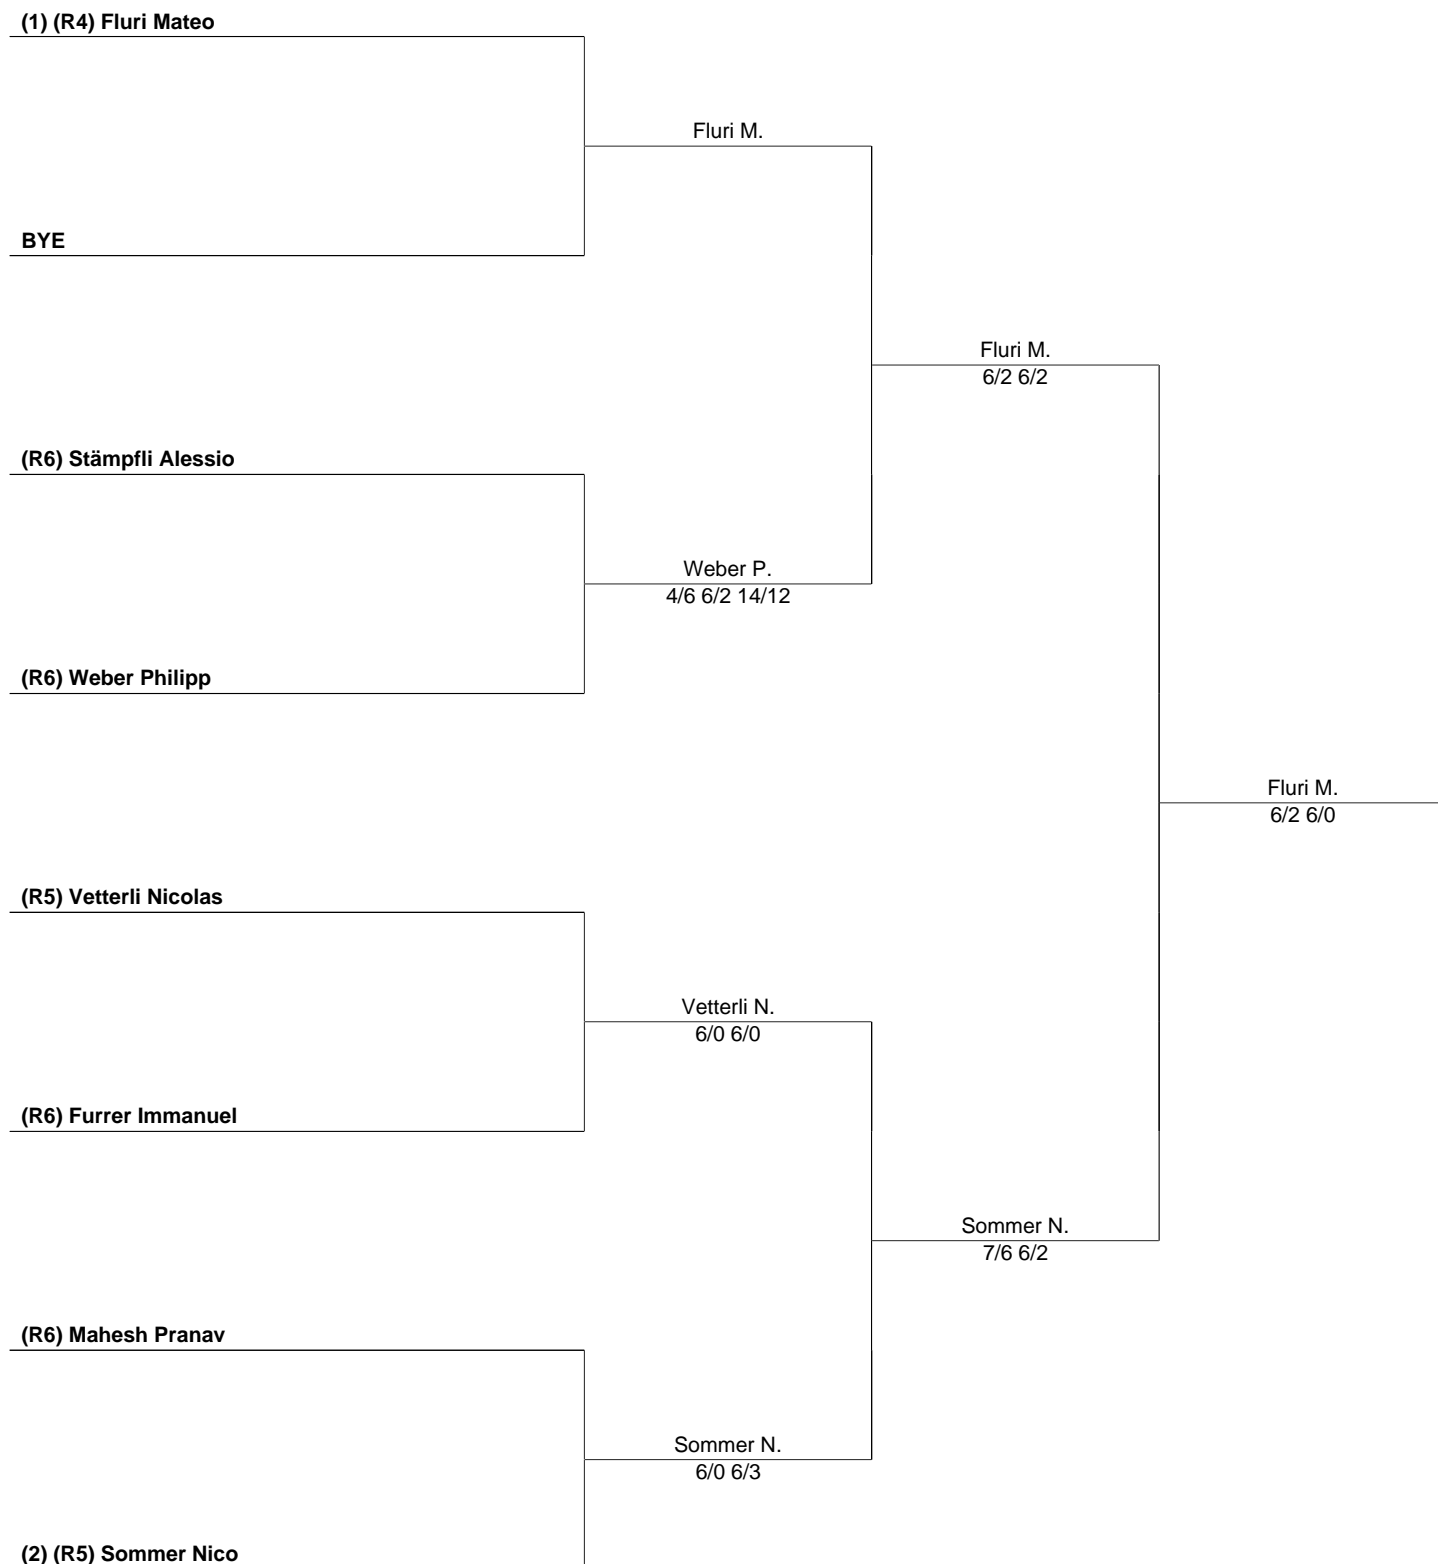 (1) (R4) Fluri Mateo
Fluri M.
BYE
Fluri M.
6/2 6/2
(R6) Stämpfli Alessio
Weber P.
4/6 6/2 14/12
(R6) Weber Philipp
Fluri M.
6/2 6/0
(R5) Vetterli Nicolas
Vetterli N.
6/0 6/0
(R6) Furrer Immanuel
Sommer N.
7/6 6/2
(R6) Mahesh Pranav
Sommer N.
6/0 6/3
(2) (R5) Sommer Nico